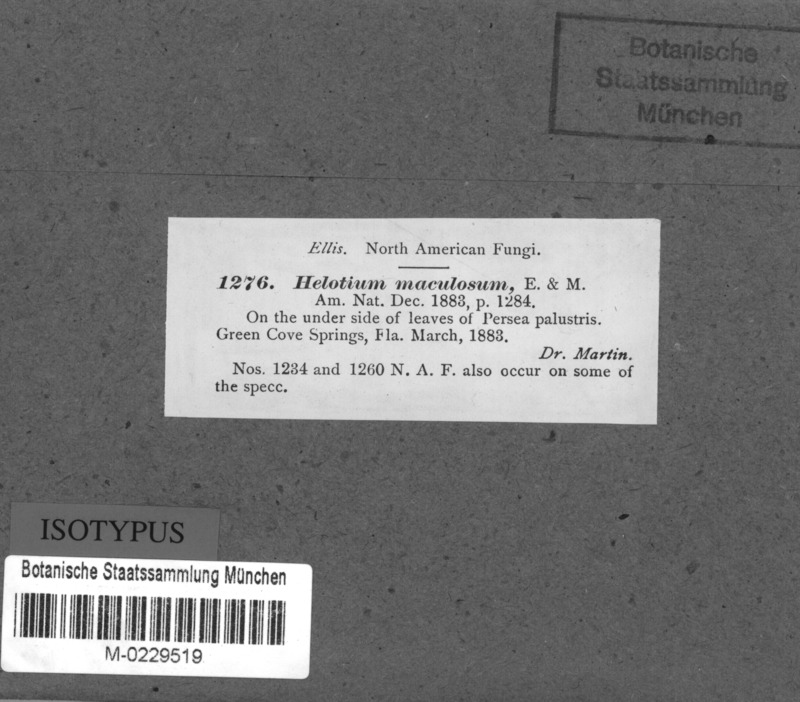 Botanische
Staatssammlung
München
Ellis. North American Fungi.
1276. Helotium maculosum, E. & M.
Am. Nat. Dec. 1883, p. 1284.
On the under side of leaves of Persea palustris.
Green Cove Springs, Fla. March, 1883.
Dr. Martin.
Nos. 1234 and 1260 N. A. F. also occur on some of
the specc.
ISOTYPUS
Botanische Staatssammlung München
M-0229519